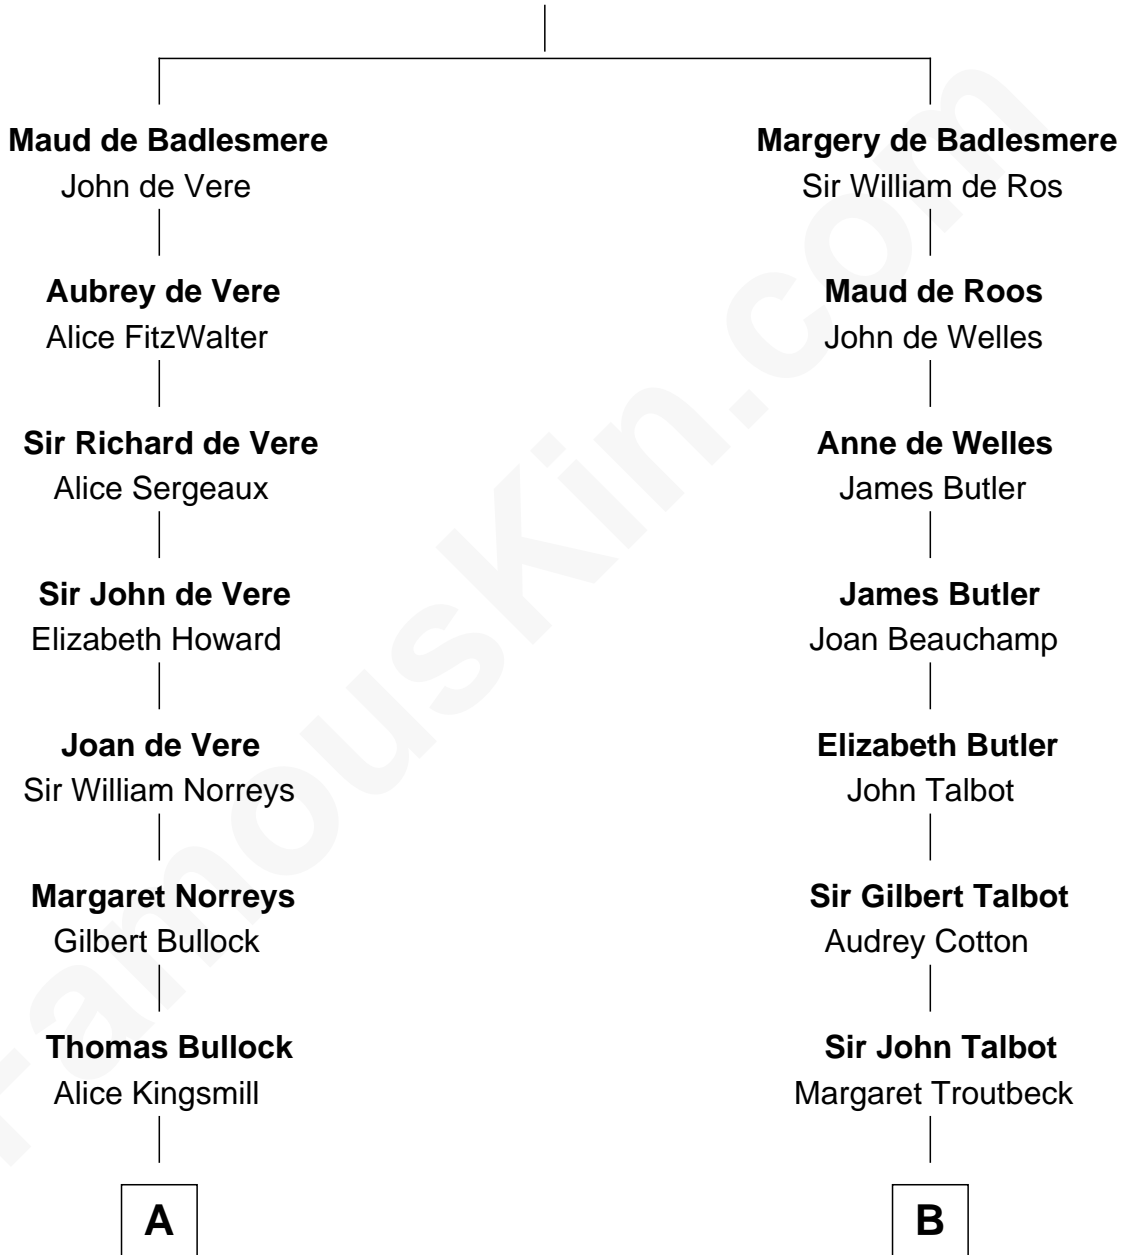 Maud de Badlesmere
John de Vere
Aubrey de Vere
Alice FitzWalter
Sir Richard de Vere
Alice Sergeaux
Sir John de Vere
Elizabeth Howard
Joan de Vere
Sir William Norreys
Margaret Norreys
Gilbert Bullock
Thomas Bullock
Alice Kingsmill
A
Margery de Badlesmere
Sir William de Ros
Maud de Roos
John de Welles
Anne de Welles
James Butler
James Butler
Joan Beauchamp
Elizabeth Butler
John Talbot
Sir Gilbert Talbot
Audrey Cotton
Sir John Talbot
Margaret Troutbeck
B
FamousKin.com